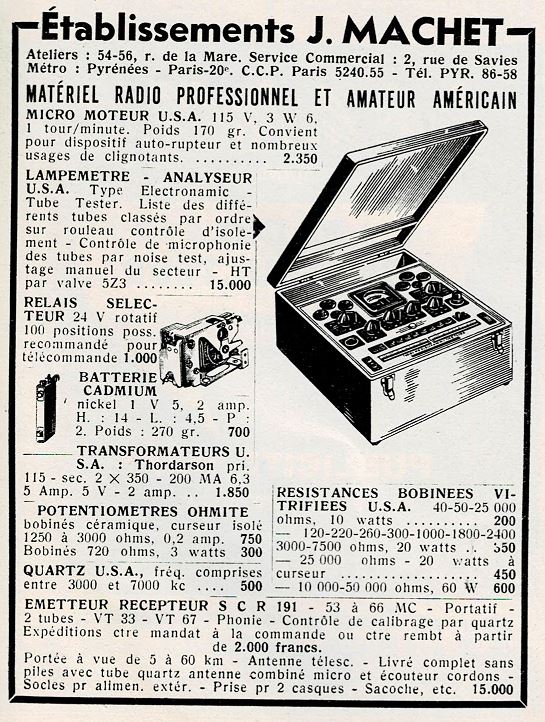 Établissements J. MACHET
Ateliers : 54-56, r. de la Mare. Service Commercial : 2, rue de Savies
Métro : Pyrénées - Paris-20e. C.C.P. Paris 5240.55 - Tél. PYR. 86-58
MATÉRIEL RADIO PROFESSIONNEL ET AMATEUR AMÉRICAIN
MICRO MOTEUR U.S.A. 115 V, 3 W 6,
1 tour/minute. Poids 170 gr. Convient
pour dispositif auto-rupteur et nombreux
usages de clignotants. .......... 2.350
LAMPEMETRE - ANALYSEUR
U.S.A. Type Electronamic -
Tube Tester. Liste des diffé-
rents tubes classés par ordre
sur rouleau contrôle d'isole-
ment - Contrôle de microphonie
des tubes par noise test, ajus-
tage manuel du secteur - HT
par valve 5Z3 ........ 15.000
RELAIS SELEC-
TEUR 24 V rotatif
100 positions poss.
recommandé pour
télécommande 1.000
BATTERIE
CADMIUM
nickel 1 V 5, 2 amp.
H. : 14 - L. : 4,5 - P :
2. Poids : 270 gr. 700
TRANSFORMATEURS U.
S.A. : Thordarson pri.
115 - sec. 2 × 350 - 200 MA 6,3
5 Amp. 5 V - 2 amp. .. 1.850
POTENTIOMETRES OHMITE
bobinés céramique, curseur isolé
1250 à 3000 ohms, 0,2 amp. 750
Bobinés 720 ohms, 3 watts 300
QUARTZ U.S.A., fréq. comprises
entre 3000 et 7000 kc .... 500
RESISTANCES BOBINEES VI-
TRIFIEES U.S.A. 40-50-25 000
ohms, 10 watts ........... 200
— 120-220-260-300-1000-1800-2400
3000-7500 ohms, 20 watts .. 350
— 25 000 ohms - 20 watts à
curseur .................. 450
— 10 000-50 000 ohms, 60 W 600
EMETTEUR RECEPTEUR S C R 191 - 53 à 66 MC - Portatif -
2 tubes - VT 33 - VT 67 - Phonie - Contrôle de calibrage par quartz
Expéditions ctre mandat à la commande ou ctre rembt à partir
de 2.000 francs.
Portée à vue de 5 à 60 km - Antenne télesc. - Livré complet sans
piles avec tube quartz antenne combiné micro et écouteur cordons -
Socles pr alimen. extér. - Prise pr 2 casques - Sacoche, etc. 15.000